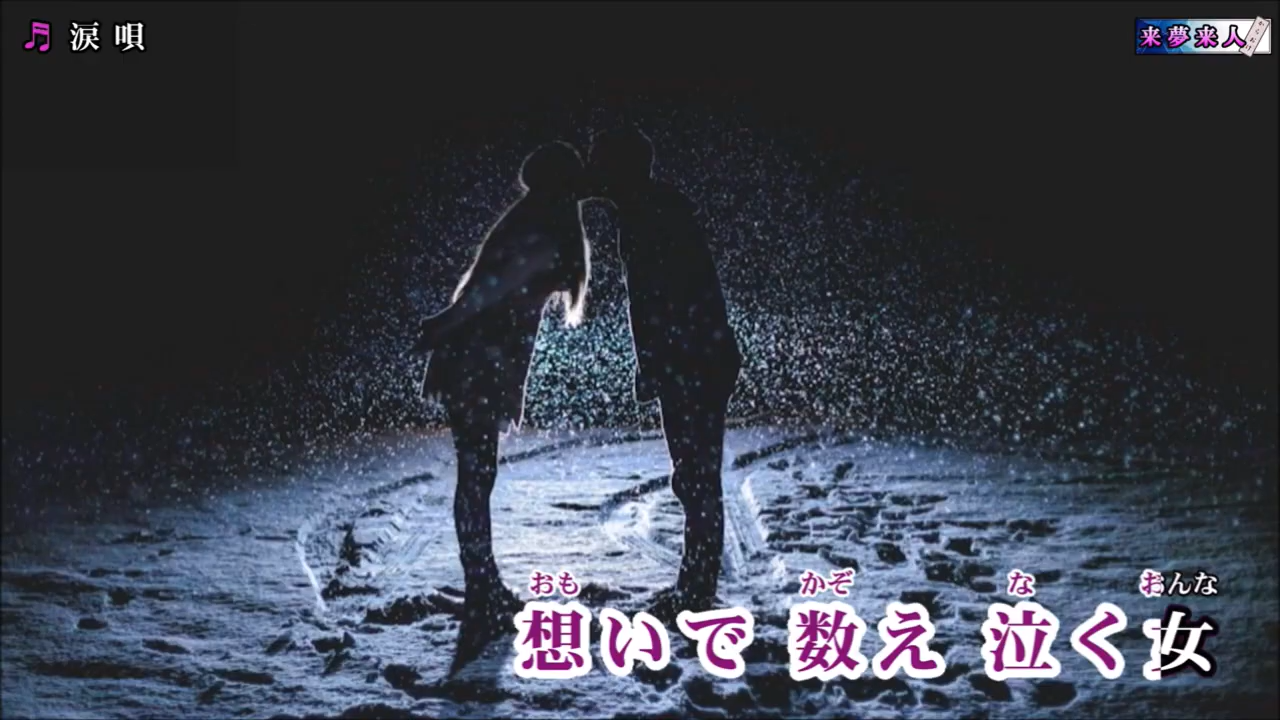 涙唄
来夢来人
おも かぞ な おんな
想いで 数え 泣く女